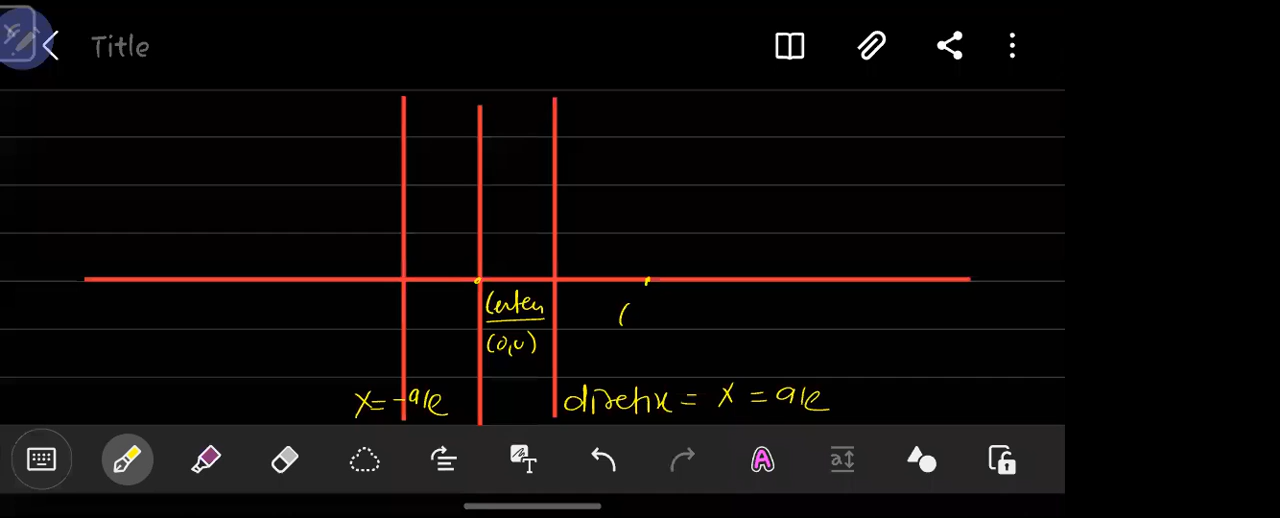 Title
Center
(0,0)
(
x=-a/e
directrix = x = a/e
A
a
T